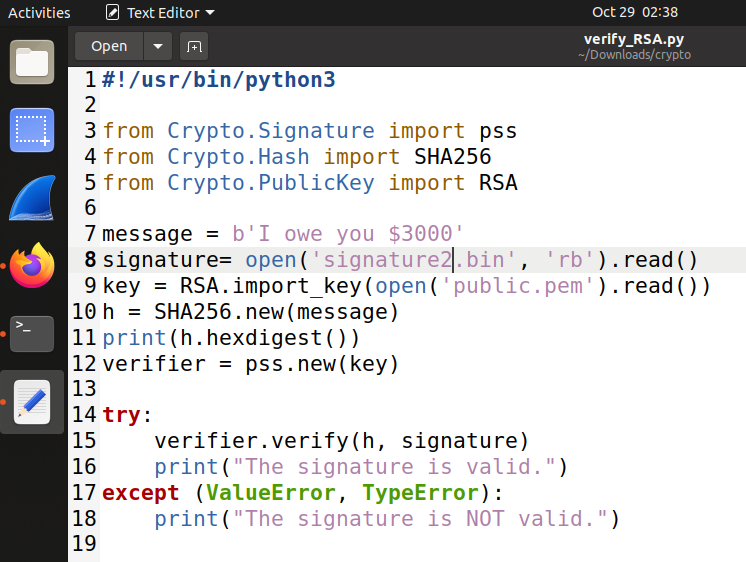 Activities Text Editor Oct 29 02:38
Open verify_RSA.py
~/Downloads/crypto
1 #!/usr/bin/python3
2
3 from Crypto.Signature import pss
4 from Crypto.Hash import SHA256
5 from Crypto.PublicKey import RSA
6
7 message = b'I owe you $3000'
8 signature= open('signature2.bin', 'rb').read()
9 key = RSA.import_key(open('public.pem').read())
10 h = SHA256.new(message)
11 print(h.hexdigest())
12 verifier = pss.new(key)
13
14 try:
15     verifier.verify(h, signature)
16     print("The signature is valid.")
17 except (ValueError, TypeError):
18     print("The signature is NOT valid.")
19